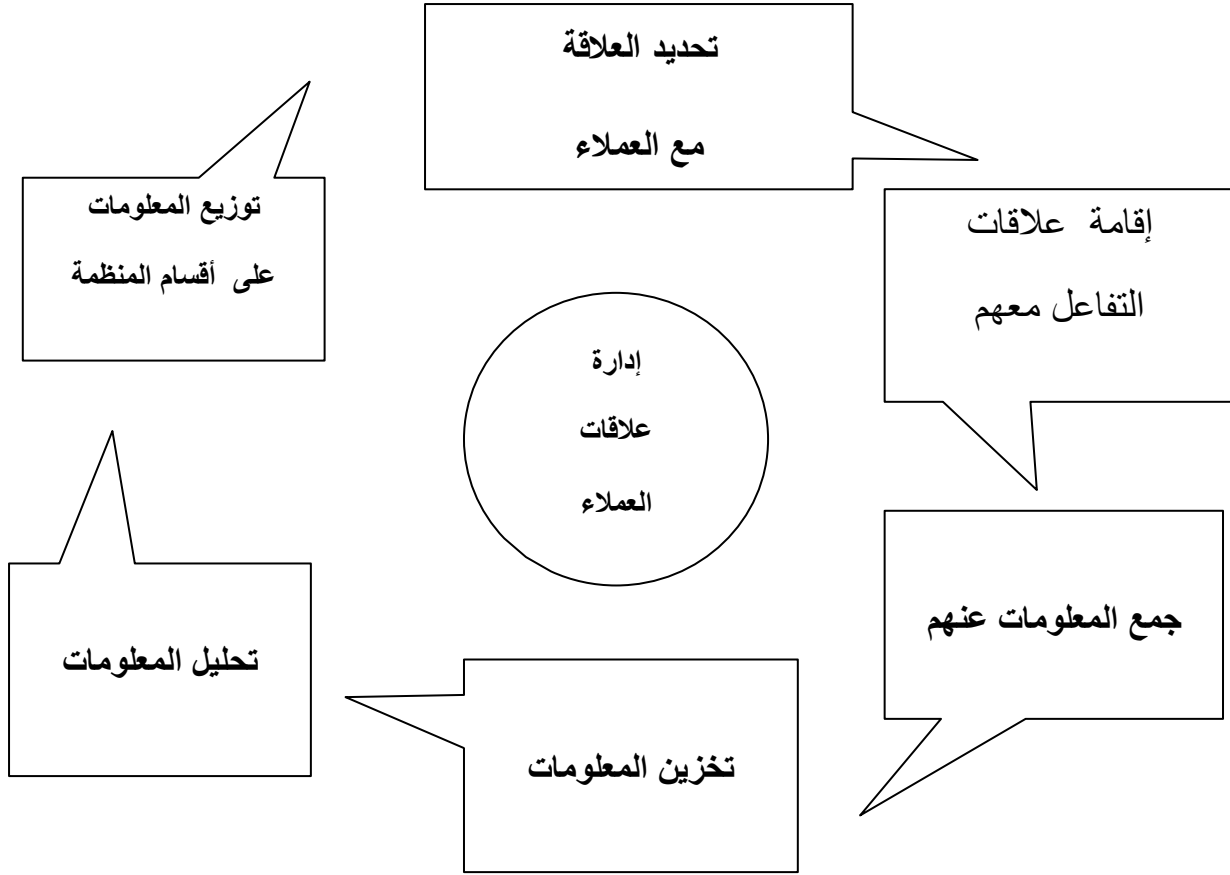 تحديد العلاقة
مع العملاء
إقامة علاقات
التفاعل معهم
جمع المعلومات عنهم
تخزين المعلومات
تحليل المعلومات
توزيع المعلومات
على أقسام المنظمة
إدارة
علاقات
العملاء